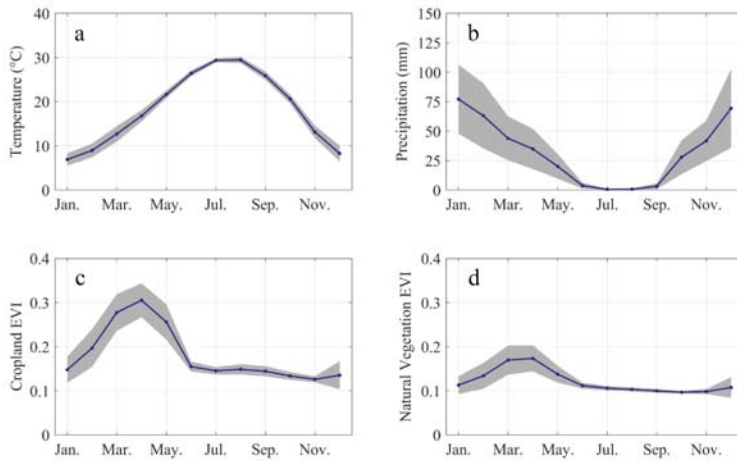 a
Temperature (°C)
40
30
20
10
0
Jan. Mar. May. Jul. Sep. Nov.
b
Precipitation (mm)
150
125
100
75
50
25
0
Jan. Mar. May. Jul. Sep. Nov.
c
Cropland EVI
0.4
0.3
0.2
0.1
0
Jan. Mar. May. Jul. Sep. Nov.
d
Natural Vegetation EVI
0.4
0.3
0.2
0.1
0
Jan. Mar. May. Jul. Sep. Nov.